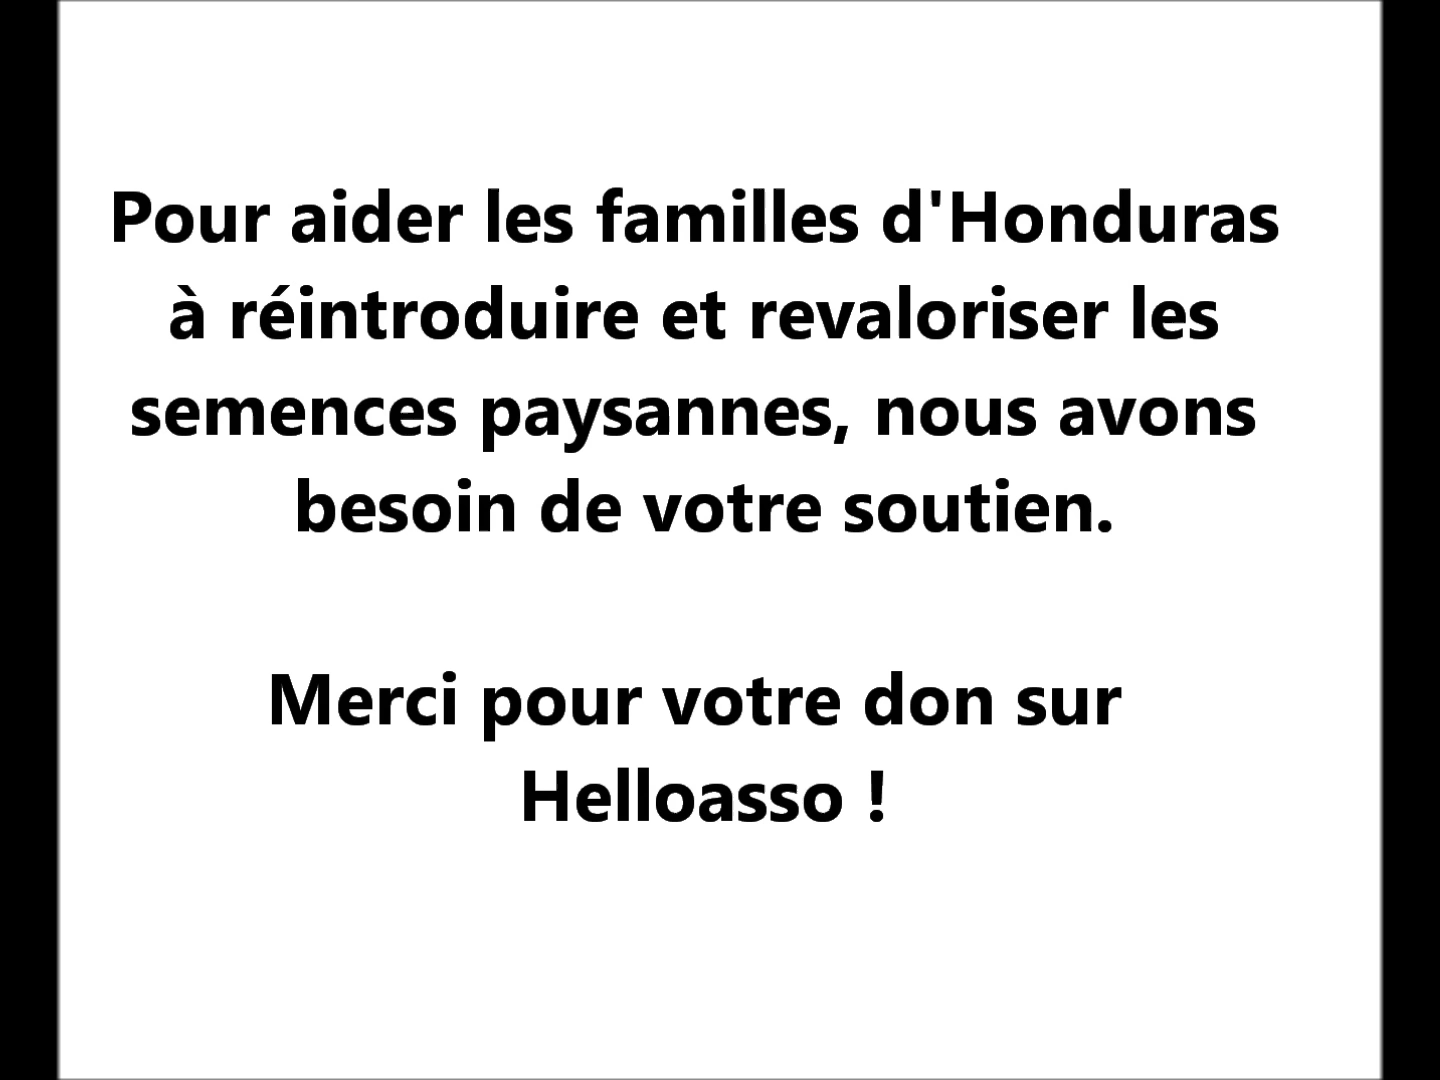 Pour aider les familles d'Honduras
à réintroduire et revaloriser les
semences paysannes, nous avons
besoin de votre soutien.
Merci pour votre don sur
Helloasso !